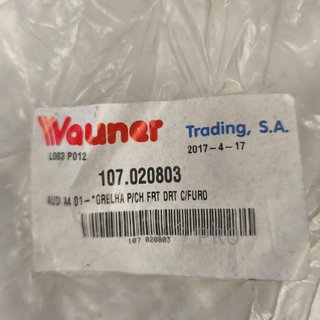 Wauner Trading, S.A.
L083 P012
2017-4-17
107.020803
AUDI A4 01-*GRELHA P/CH FRT DRT C/FURO
107 020803
PRO